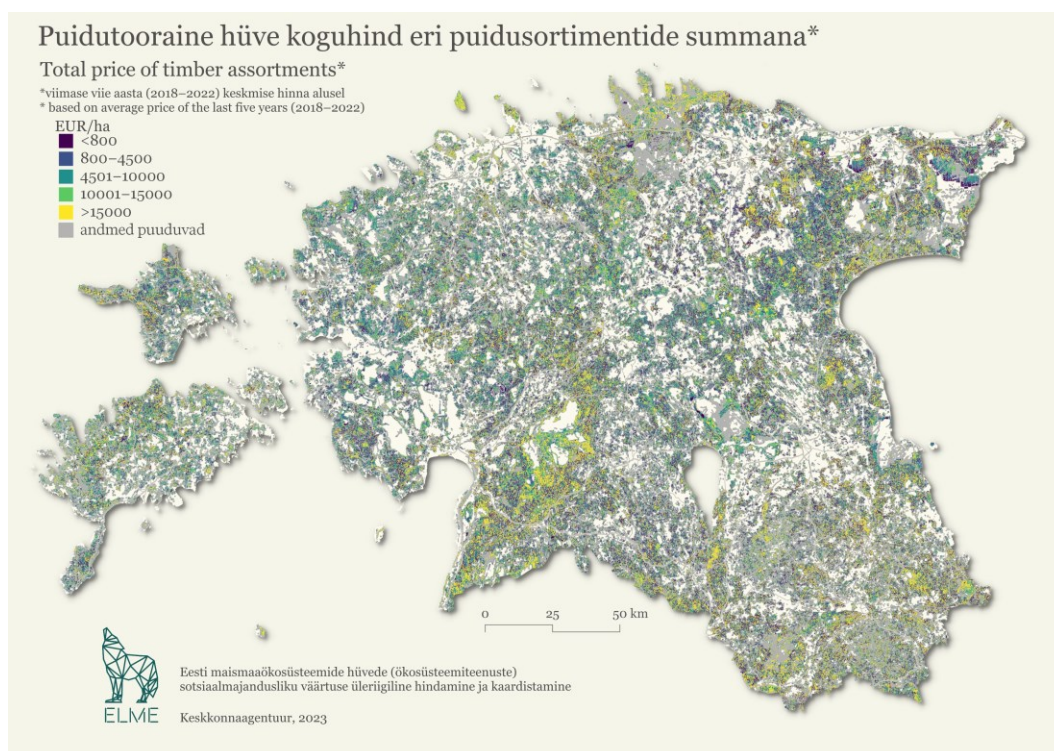 Puidutooraine hüve koguhind eri puidusortimentide summana*
Total price of timber assortments*
*viimase viie aasta (2018–2022) keskmise hinna alusel
* based on average price of the last five years (2018–2022)
EUR/ha
<800
800–4500
4501–10000
10001–15000
>15000
andmed puuduvad
0 25 50 km
Eesti maismaaökosüsteemide hüvede (ökosüsteemiteenuste)
sotsiaalmajandusliku väärtuse üleriigiline hindamine ja kaardistamine
ELME
Keskkonnaagentuur, 2023